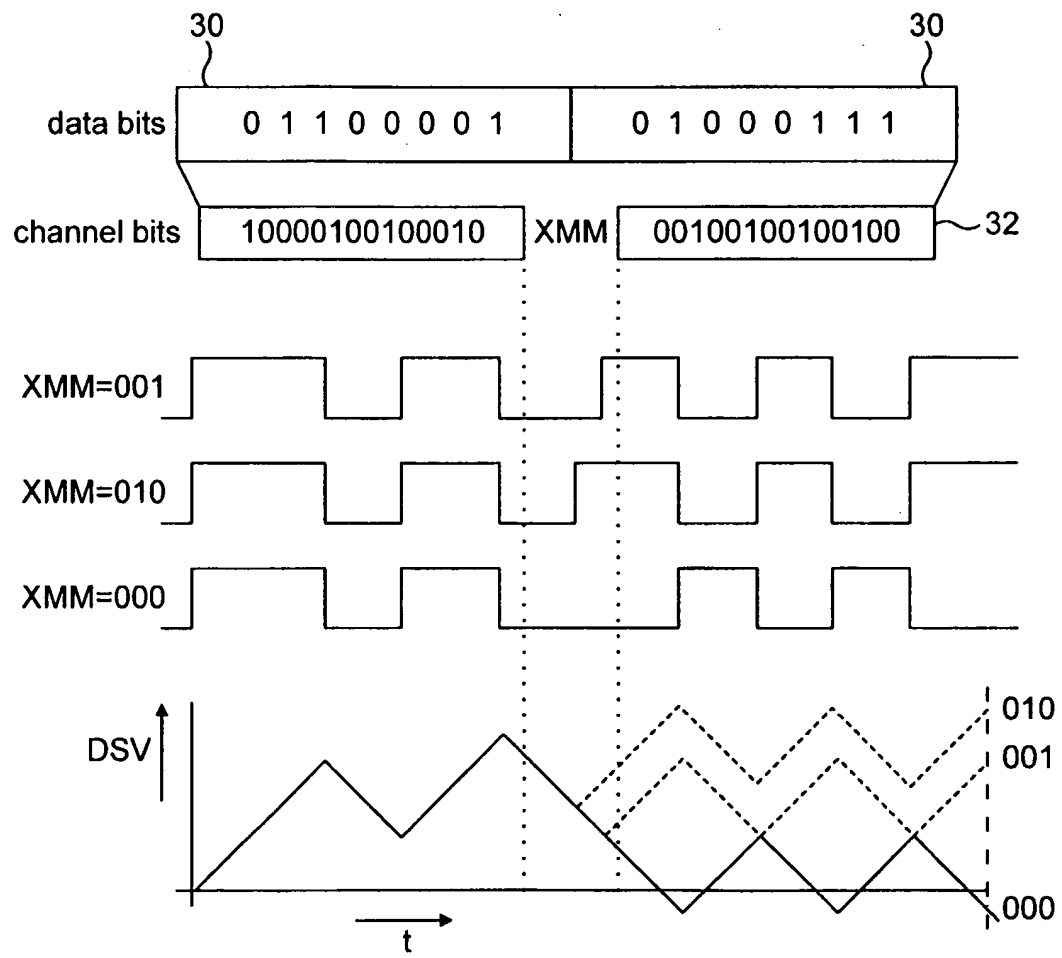 30 30
data bits 0 1 1 0 0 0 0 1 0 1 0 0 0 1 1 1
channel bits 10000100100010 XMM 00100100100100 32
XMM=001
XMM=010
XMM=000
DSV
010
001
000
t